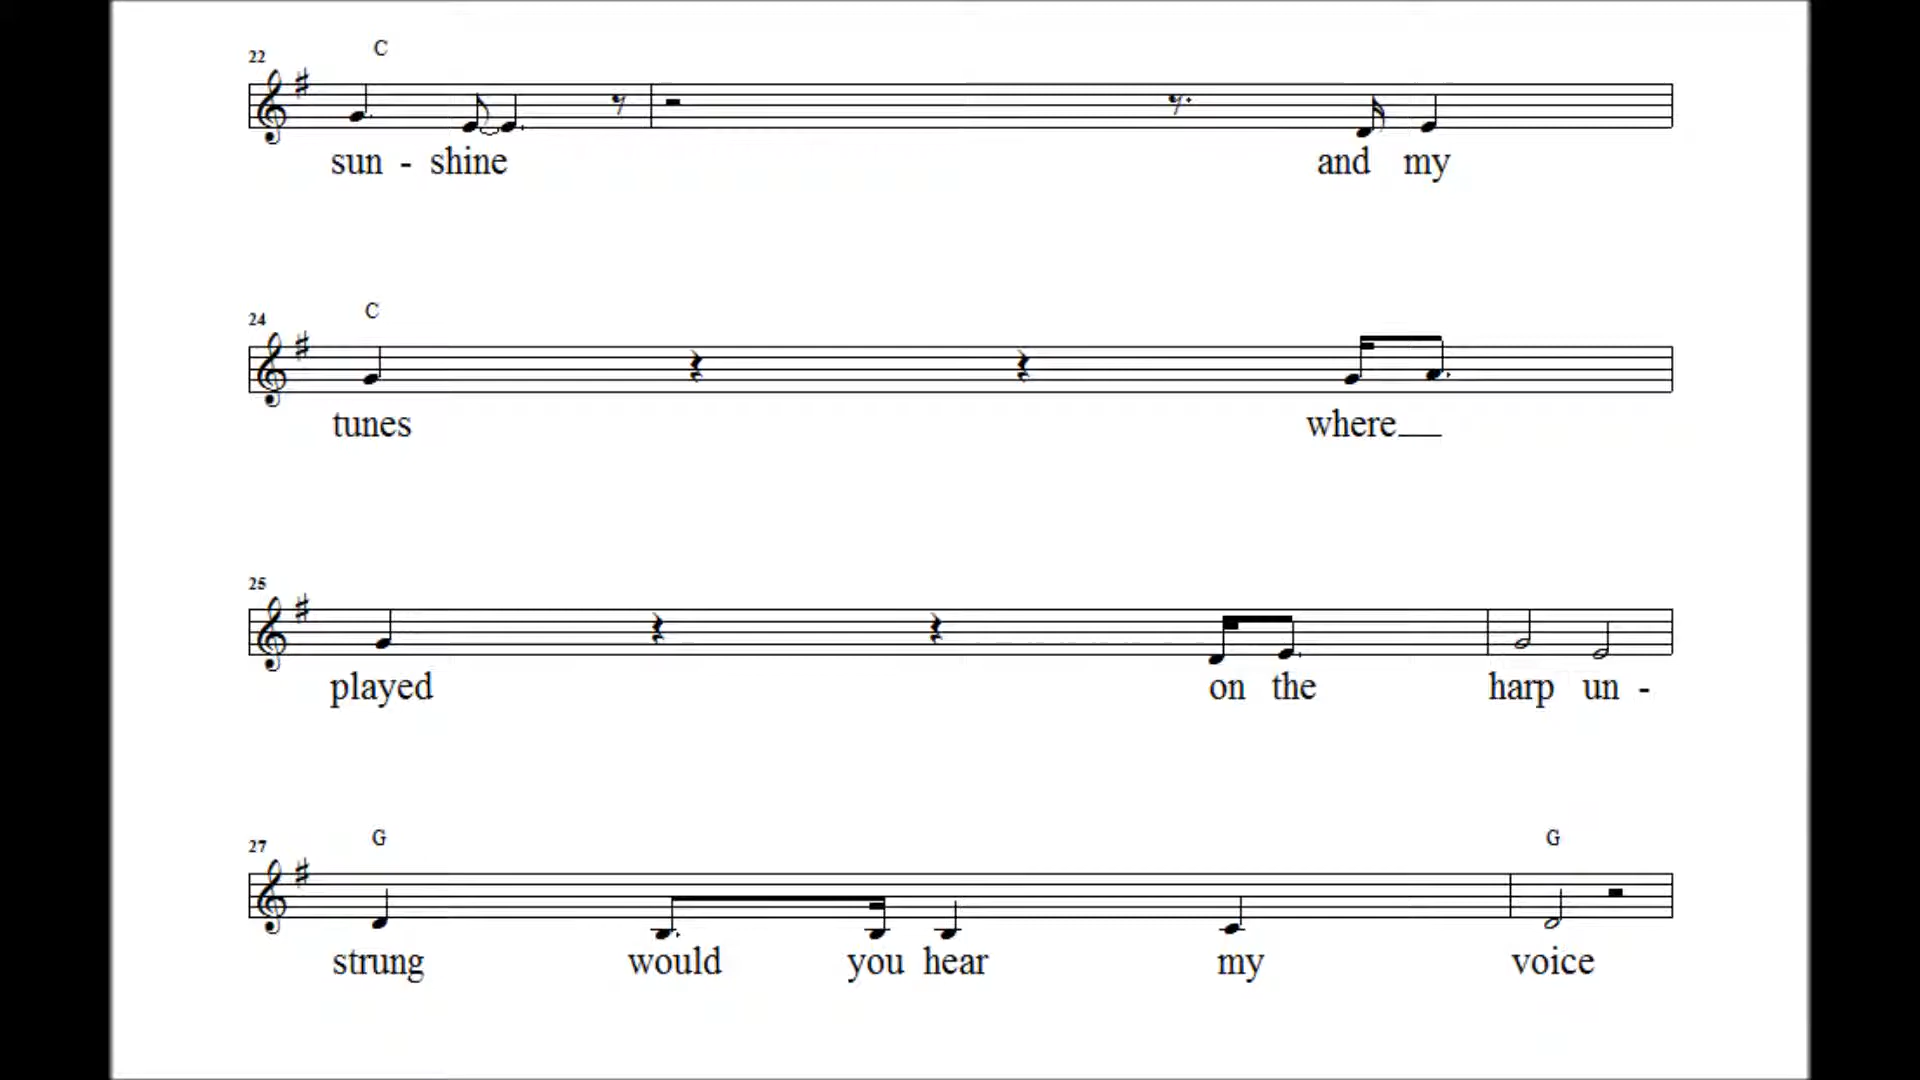 22 C
sun - shine and my
24 C
tunes where
25
played on the harp un -
27 G G
strung would you hear my voice